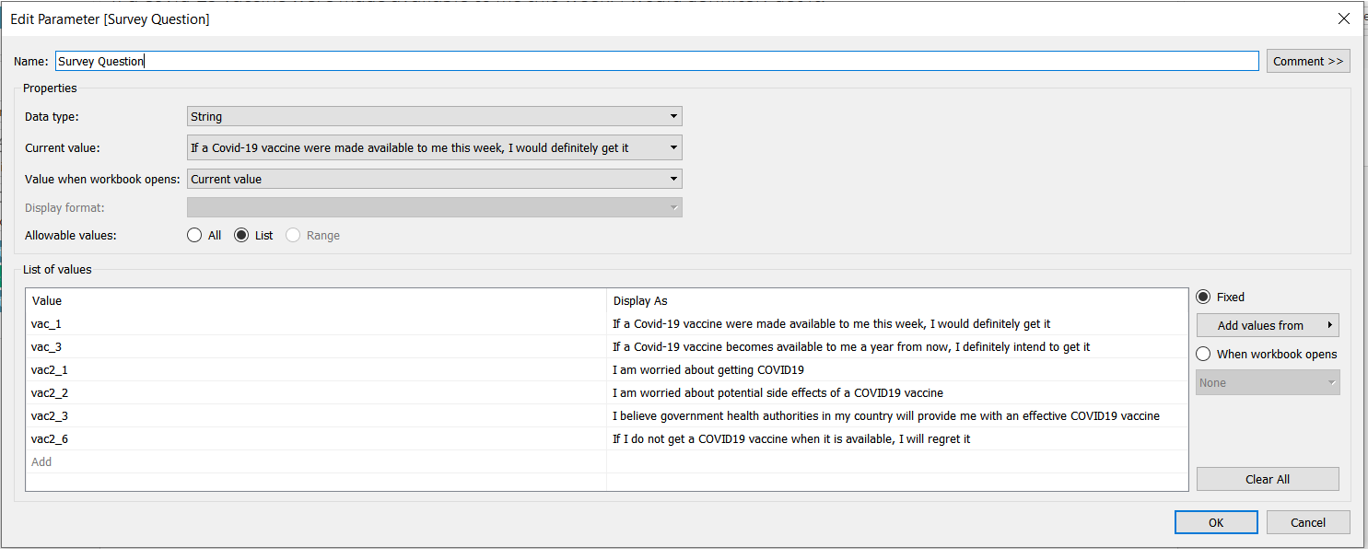 Edit Parameter [Survey Question]
Name: Survey Question Comment >>
Properties
Data type: String
Current value: If a Covid-19 vaccine were made available to me this week, I would definitely get it
Value when workbook opens: Current value
Display format:
Allowable values: All List Range
List of values
Value Display As Fixed
vac_1 If a Covid-19 vaccine were made available to me this week, I would definitely get it Add values from
vac_3 If a Covid-19 vaccine becomes available to me a year from now, I definitely intend to get it When workbook opens
vac2_1 I am worried about getting COVID19
None
vac2_2 I am worried about potential side effects of a COVID19 vaccine
vac2_3 I believe government health authorities in my country will provide me with an effective COVID19 vaccine
vac2_6 If I do not get a COVID19 vaccine when it is available, I will regret it
Add
Clear All
OK Cancel